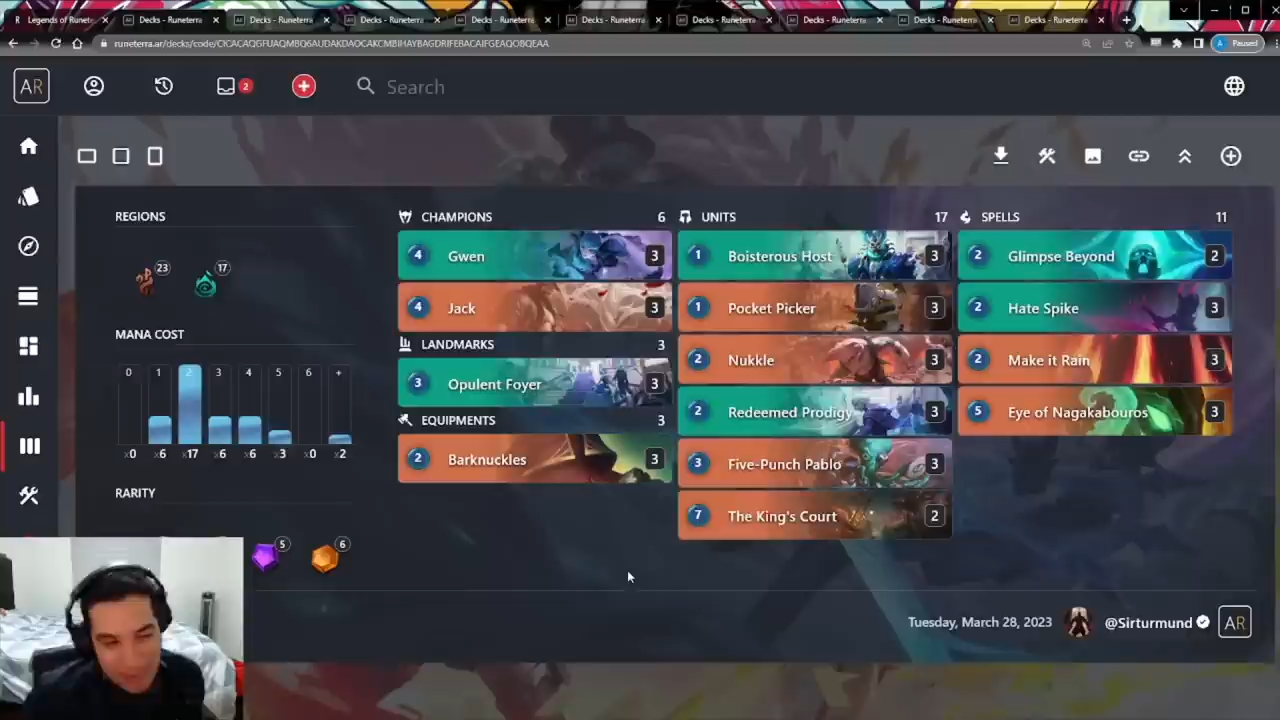 Legends of Runet
Decks - Runeterra
Decks - Runeterra
Decks - Runeterra
Decks - Runeterra
Decks - Runeterra
Decks - Runeterra
Decks - Runeterra
Decks - Runeterra
Decks - Runeterra
A Paused
AR
2
Search
REGIONS
23
17
MANA COST
0 1 2 3 4 5 6 +
x0 x6 x17 x6 x6 x3 x0 x2
RARITY
5
6
CHAMPIONS 6
4 Gwen 3
4 Jack 3
LANDMARKS 3
3 Opulent Foyer 3
EQUIPMENTS 3
2 Barknuckles 3
UNITS 17
1 Boisterous Host 3
1 Pocket Picker 3
2 Nukkle 3
2 Redeemed Prodigy 3
3 Five-Punch Pablo 3
7 The King's Court 2
SPELLS 11
2 Glimpse Beyond 2
2 Hate Spike 3
2 Make it Rain 3
5 Eye of Nagakabouros 3
Tuesday, March 28, 2023 @Sirturmund AR